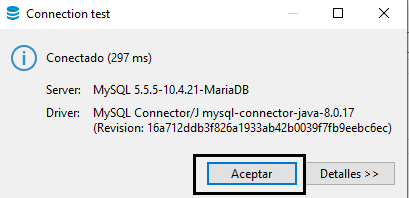 Connection test
Conectado (297 ms)
Server: MySQL 5.5.5-10.4.21-MariaDB
Driver: MySQL Connector/J mysql-connector-java-8.0.17
(Revision: 16a712ddb3f826a1933ab42b0039f7fb9eebc6ec)
Aceptar Detalles >>